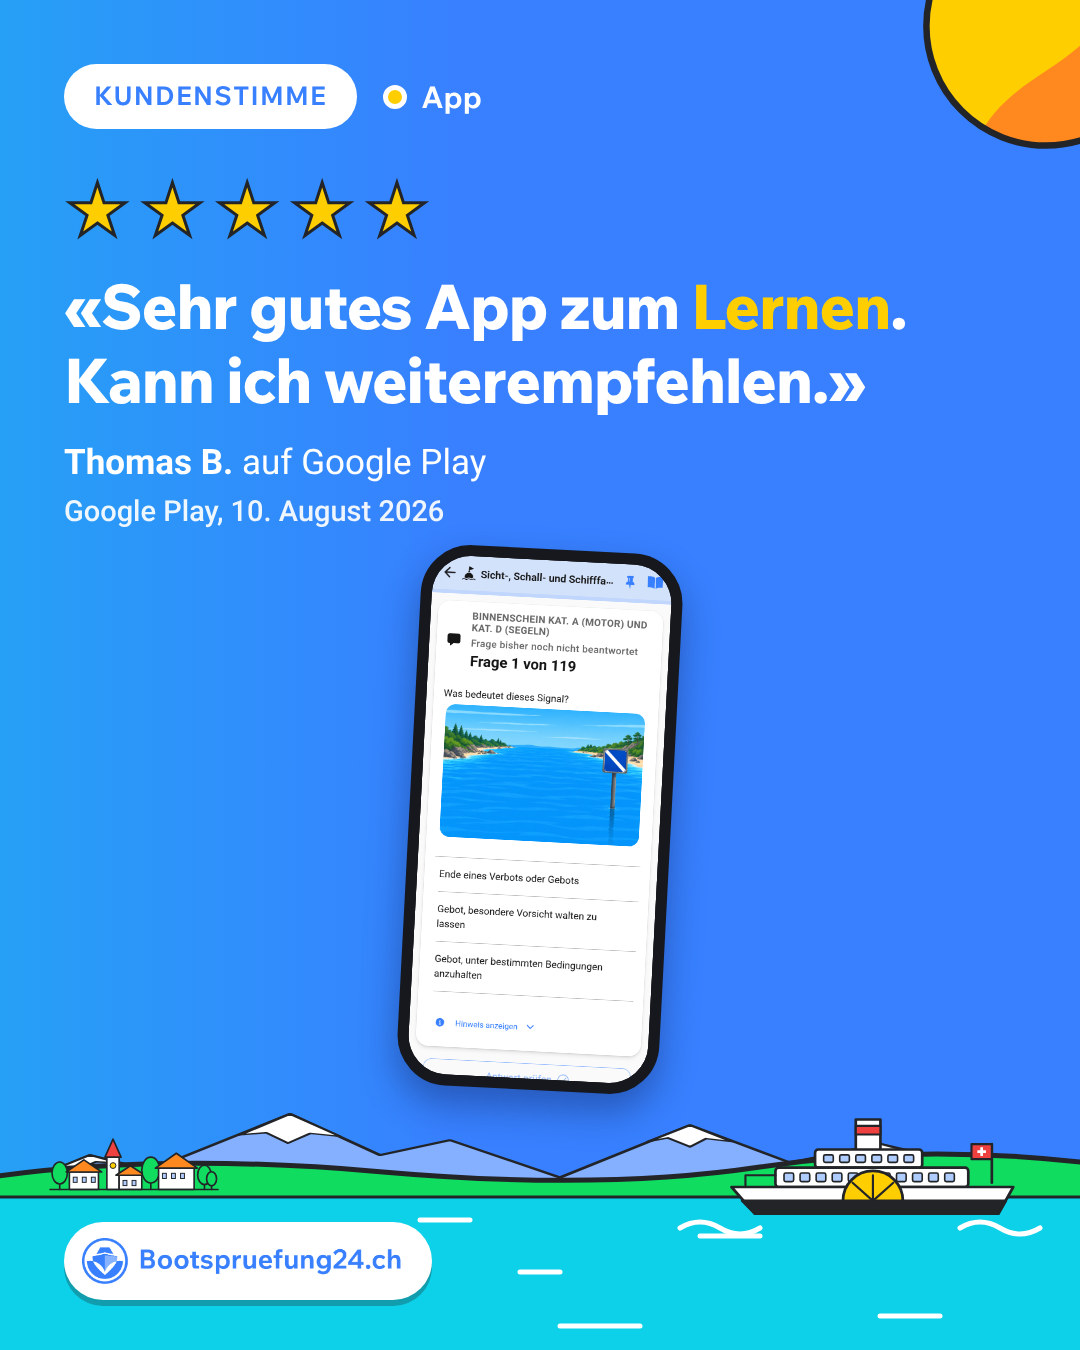 KUNDENSTIMME
App
«Sehr gutes App zum Lernen.
Kann ich weiterempfehlen.»
Thomas B. auf Google Play
Google Play, 10. August 2026
Sicht-, Schall- und Schifffa...
BINNENSCHEIN KAT. A (MOTOR) UND
KAT. D (SEGELN)
Frage bisher noch nicht beantwortet
Frage 1 von 119
Was bedeutet dieses Signal?
Ende eines Verbots oder Gebots
Gebot, besondere Vorsicht walten zu
lassen
Gebot, unter bestimmten Bedingungen
anzuhalten
Hinweis anzeigen
Antwort prüfen
Bootspruefung24.ch